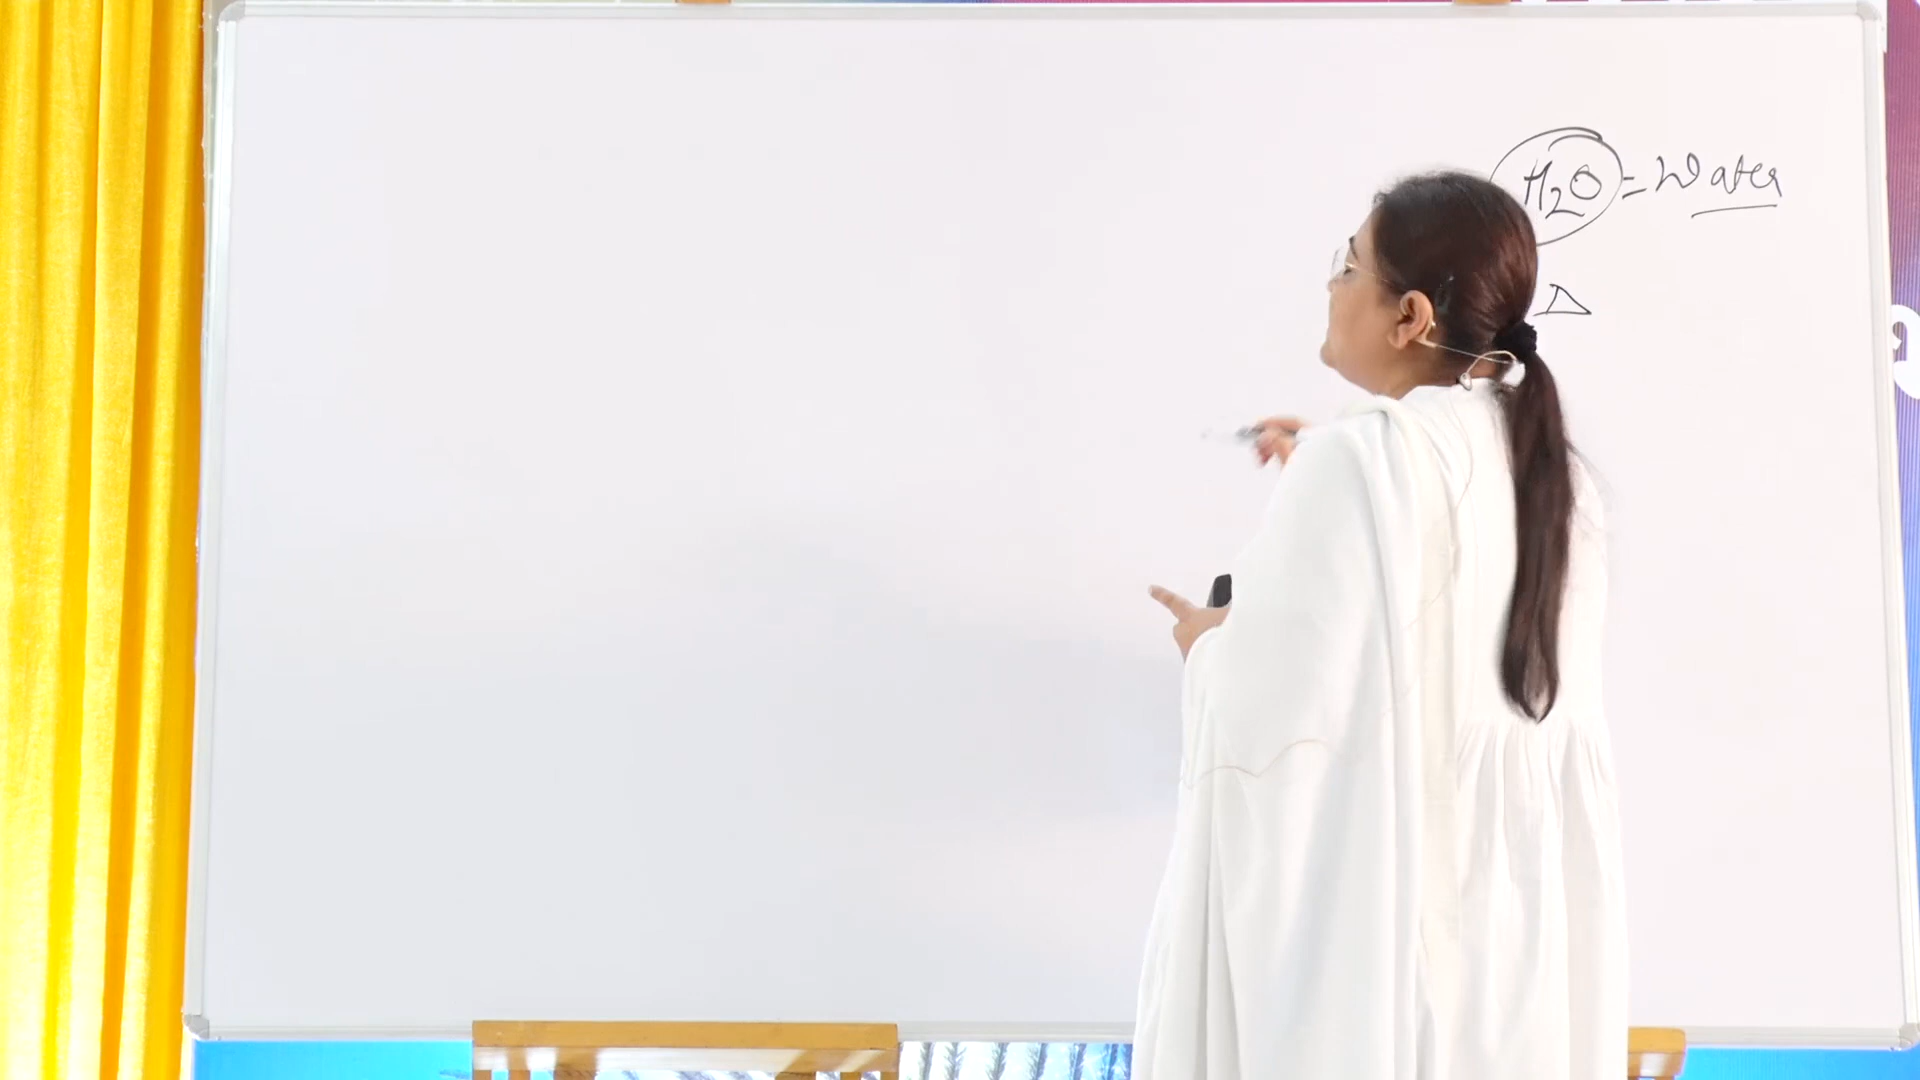 H2O = Water